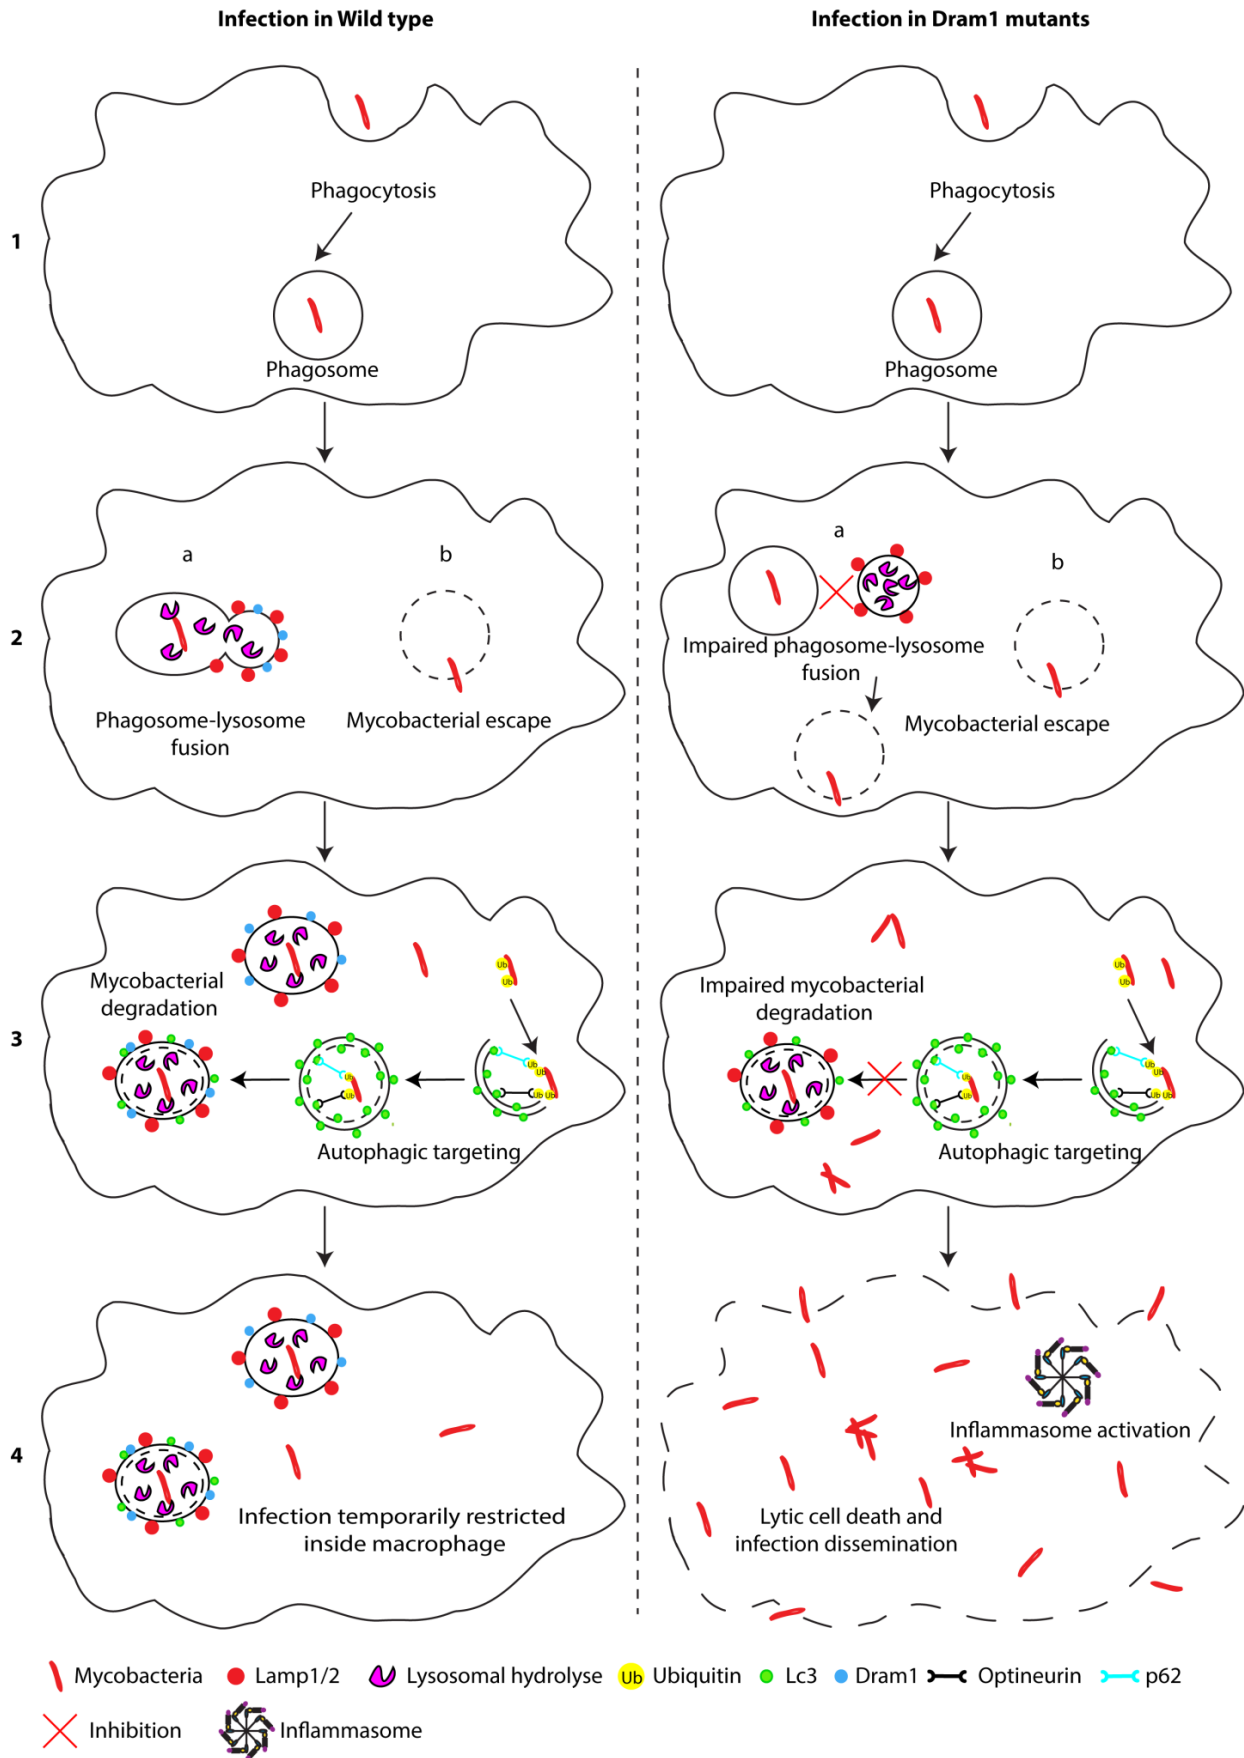 Infection in Wild type
Infection in Dram1 mutants
1
Phagocytosis
Phagosome
Phagocytosis
Phagosome
2
a
b
Phagosome-lysosome
fusion
Mycobacterial escape
a
b
Impaired phagosome-lysosome
fusion
Mycobacterial escape
3
Mycobacterial
degradation
Ub
Ub
Ub
Ub
Ub
Ub
Ub
Ub
Autophagic targeting
Impaired mycobacterial
degradation
Ub
Ub
Ub
Ub
Ub
Ub
Ub
Ub
Autophagic targeting
4
Infection temporarily restricted
inside macrophage
Inflammasome activation
Lytic cell death and
infection dissemination
Mycobacteria
Lamp1/2
Lysosomal hydrolyse
Ub Ubiquitin
Lc3
Dram1
Optineurin
p62
Inhibition
Inflammasome